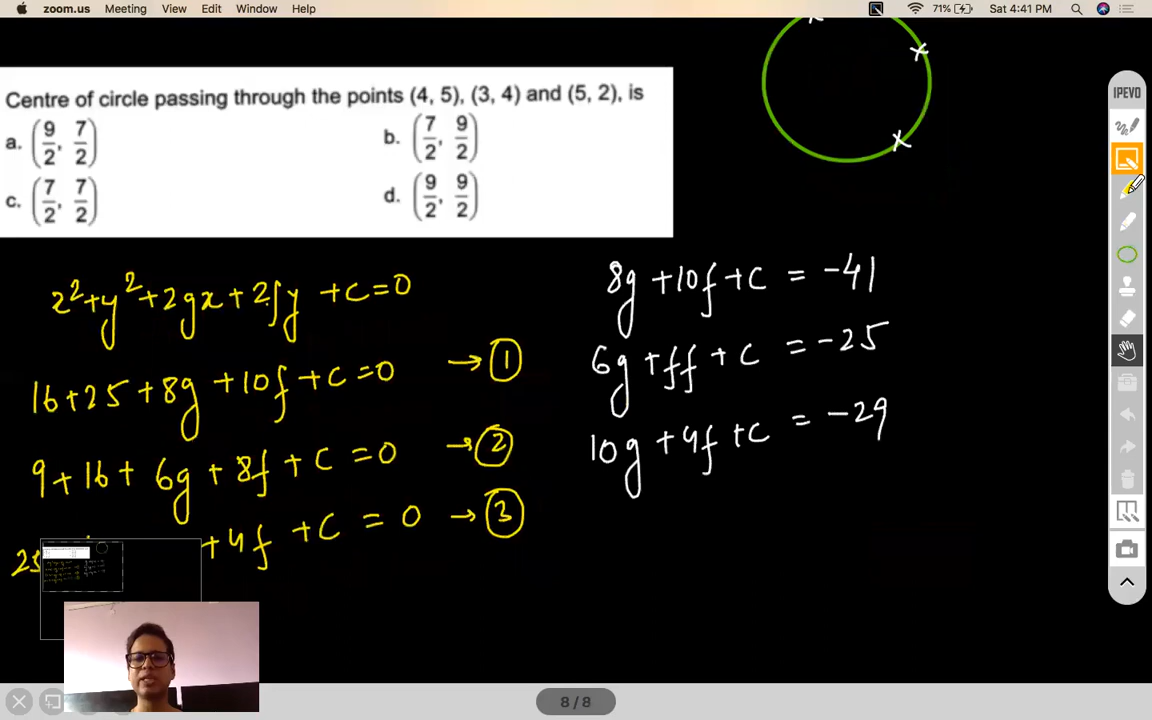 zoom.us Meeting View Edit Window Help 71% Sat 4:41 PM
Centre of circle passing through the points (4, 5), (3, 4) and (5, 2), is
a. (9/2, 7/2) b. (7/2, 9/2)
c. (7/2, 7/2) d. (9/2, 9/2)
x²+y²+2gx+2fy+c=0
16+25+8g+10f+c=0 → ①
9+16+6g+8f+c=0 → ②
25 +4f+c=0 → ③
8g+10f+c = -41
6g+ff+c = -25
10g+4f+c = -29
IPEVO
8 / 8